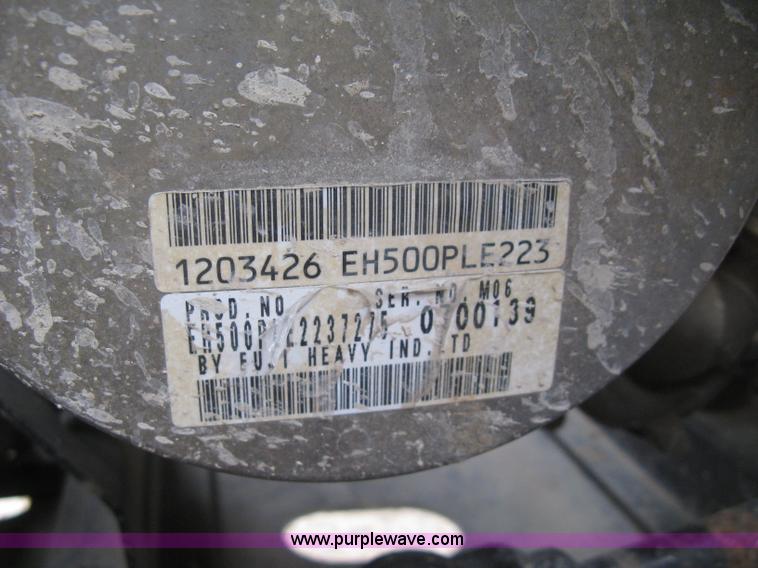 1203426 EH500PLE223
PROD.NO SER. NO. M06
0700139
BY FUJI HEAVY IND. LTD
www.purplewave.com